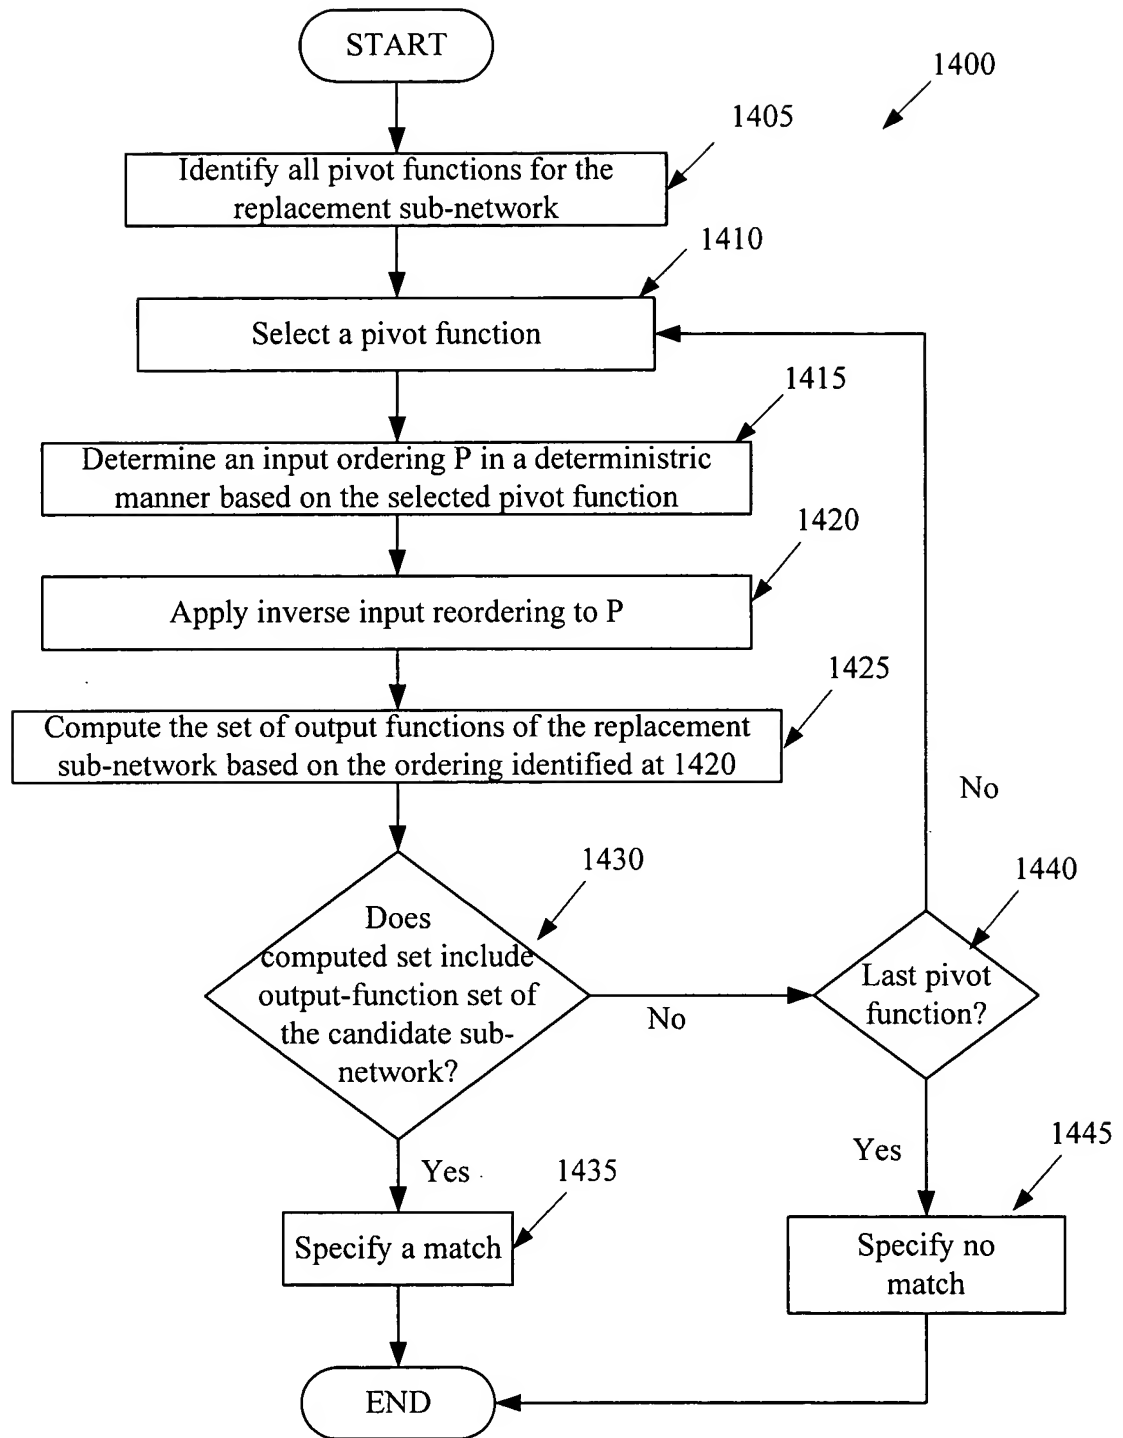 START
1400
1405
Identify all pivot functions for the
replacement sub-network
1410
Select a pivot function
1415
Determine an input ordering P in a deterministric
manner based on the selected pivot function
1420
Apply inverse input reordering to P
1425
Compute the set of output functions of the replacement
sub-network based on the ordering identified at 1420
No
1430
Does
computed set include
output-function set of
the candidate sub-
network?
No
1440
Last pivot
function?
Yes
1435
Specify a match
Yes
1445
Specify no
match
END